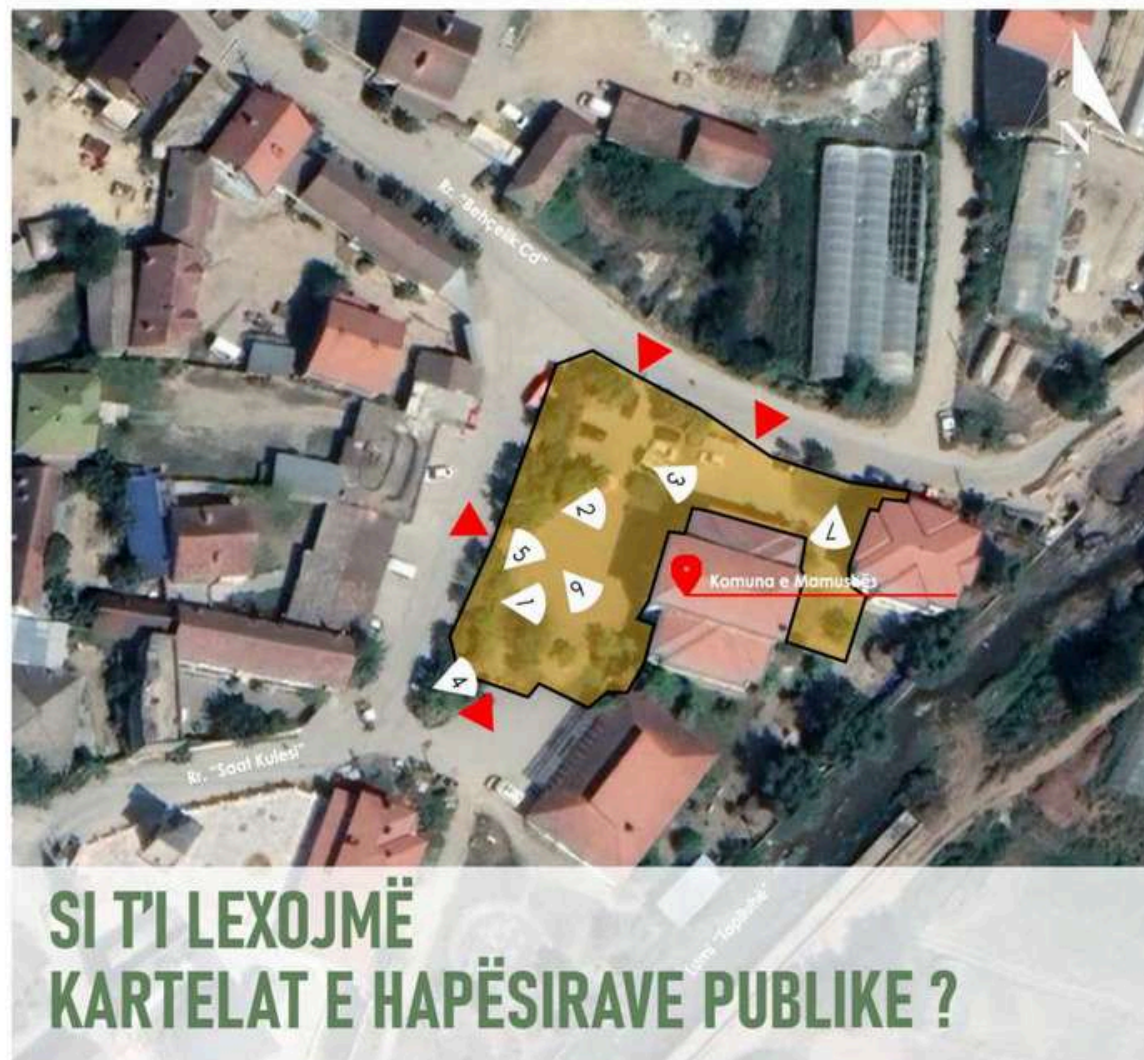 N
Rr. "Behçelik Cd"
3
2
7
5
Komuna e Mamushës
1
6
4
Rr. "Saat Kulesi"
SI T'I LEXOJMË
KARTELAT E HAPËSIRAVE PUBLIKE ?